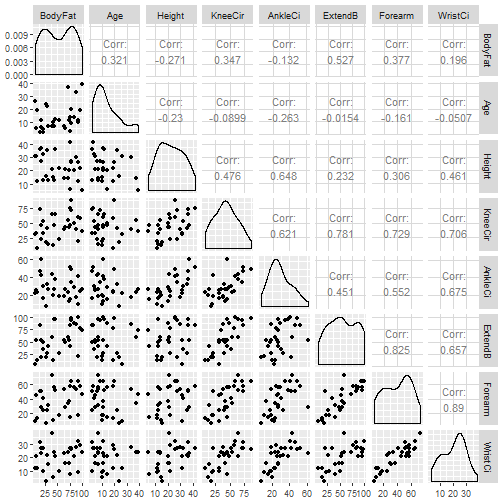 BodyFat Age Height KneeCir AnkleCi ExtendB Forearm WristCi
0.009 0.006 0.003 0.000
Corr: Corr: Corr: Corr: Corr: Corr: Corr:
0.321 -0.271 0.347 -0.132 0.527 0.377 0.196
BodyFat
40 30 20 10
Corr: Corr: Corr: Corr: Corr: Corr:
-0.23 -0.0899 -0.263 -0.0154 -0.161 -0.0507
Age
40 30 20 10
Corr: Corr: Corr: Corr: Corr:
0.476 0.648 0.232 0.306 0.461
Height
75 50 25
Corr: Corr: Corr: Corr:
0.621 0.781 0.729 0.706
KneeCir
60 40 20
Corr: Corr: Corr:
0.451 0.552 0.675
AnkleCi
100 75 50 25
Corr: Corr:
0.825 0.657
ExtendB
60 40 20
Corr:
0.89
Forearm
30 20 10
WristCi
25 50 75 100 10 20 30 40 10 20 30 40 25 50 75 20 40 60 25 50 75 100 20 40 60 10 20 30